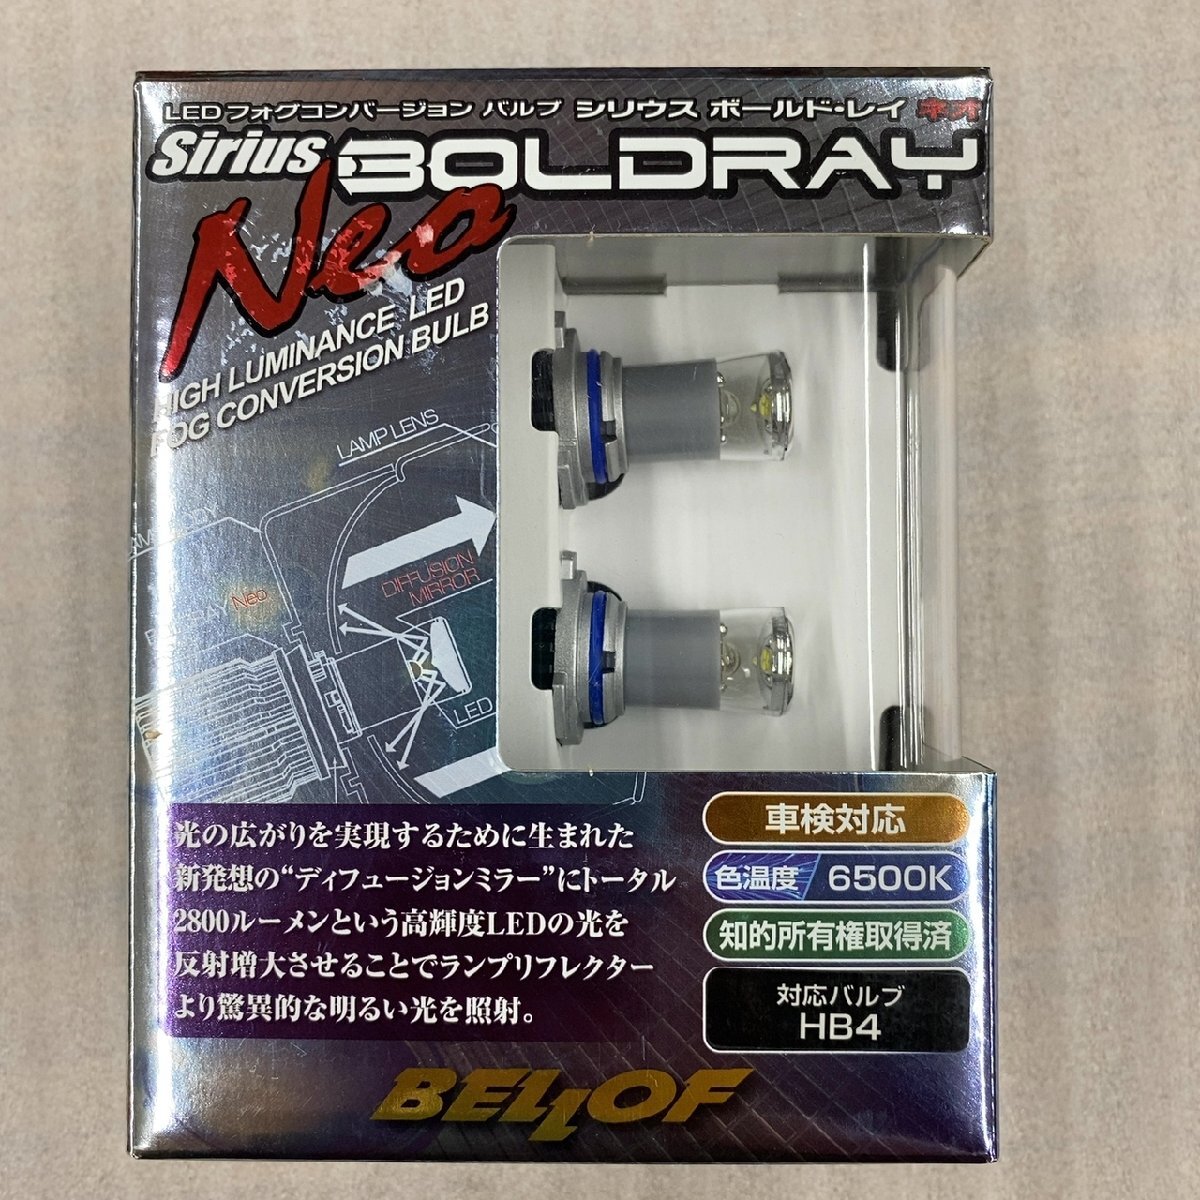 LEDフォグコンバージョン バルブ シリウス ボールド・レイ ネオ
Sirius BOLDRAY
Neo
HIGH LUMINANCE LED
FOG CONVERSION BULB
LAMP LENS
DIFFUSION
MIRROR
Neo
LED
光の広がりを実現するために生まれた
新発想の“ディフュージョンミラー”にトータル
2800ルーメンという高輝度LEDの光を
反射増大させることでランプリフレクター
より驚異的な明るい光を照射。
車検対応
色温度 6500K
知的所有権取得済
対応バルブ
HB4
BELLOF